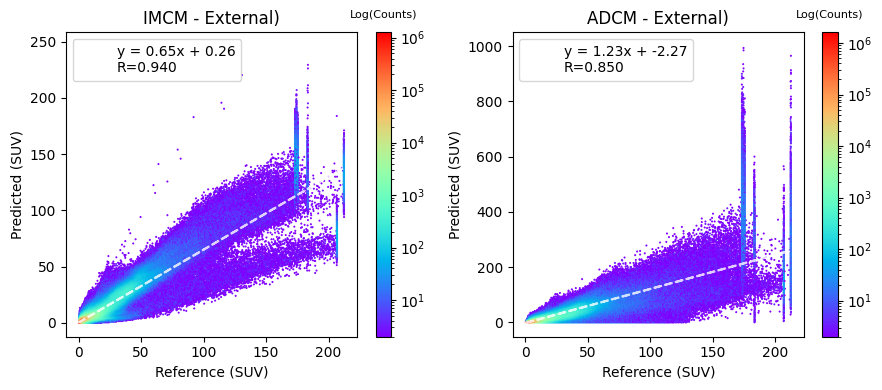 IMCM - External)
Log(Counts)
y = 0.65x + 0.26
R=0.940
250
200
150
100
50
0
0
50
100
150
200
Reference (SUV)
Predicted (SUV)
10^6
10^5
10^4
10^3
10^2
10^1
ADCM - External)
Log(Counts)
y = 1.23x + -2.27
R=0.850
1000
800
600
400
200
0
0
50
100
150
200
Reference (SUV)
Predicted (SUV)
10^6
10^5
10^4
10^3
10^2
10^1